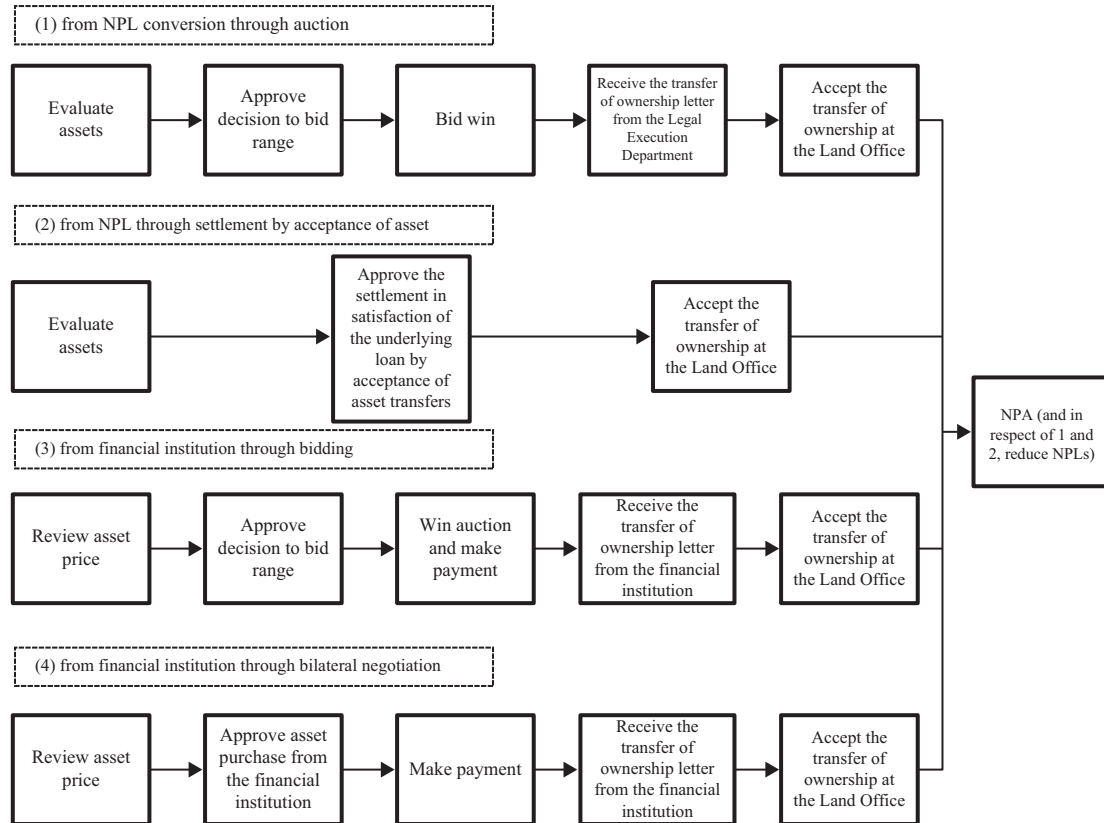 (1) from NPL conversion through auction
Evaluate
assets
Approve
decision to bid
range
Bid win
Receive the transfer
of ownership letter
from the Legal
Execution
Department
Accept the
transfer of
ownership at
the Land Office
(2) from NPL through settlement by acceptance of asset
Evaluate
assets
Approve the
settlement in
satisfaction of
the underlying
loan by
acceptance of
asset transfers
Accept the
transfer of
ownership at
the Land Office
NPA (and in
respect of 1 and
2, reduce NPLs)
(3) from financial institution through bidding
Review asset
price
Approve
decision to bid
range
Win auction
and make
payment
Receive the
transfer of
ownership letter
from the financial
institution
Accept the
transfer of
ownership at
the Land Office
(4) from financial institution through bilateral negotiation
Review asset
price
Approve asset
purchase from
the financial
institution
Make payment
Receive the
transfer of
ownership letter
from the financial
institution
Accept the
transfer of
ownership at
the Land Office